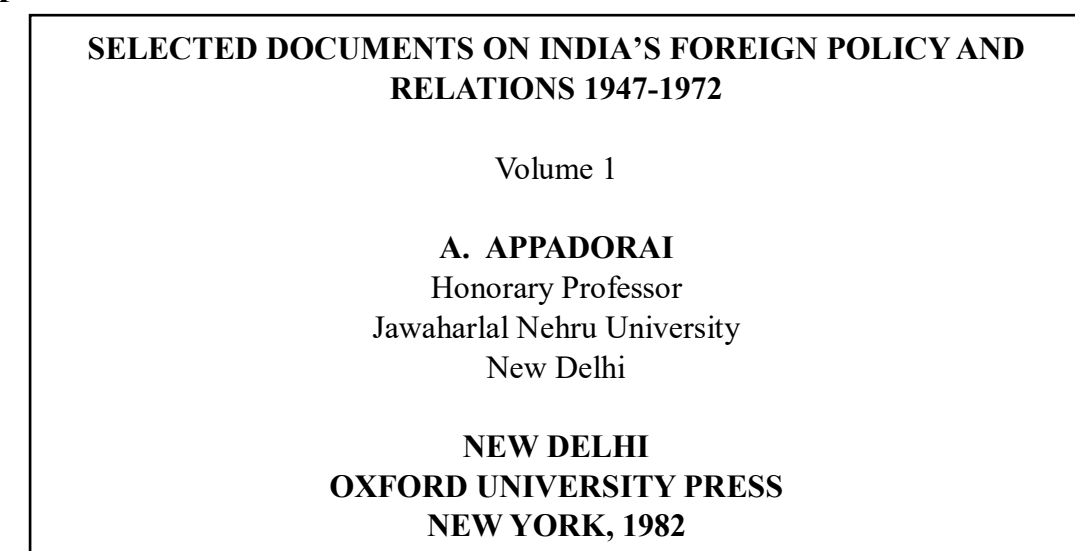 SELECTED DOCUMENTS ON INDIA’S FOREIGN POLICY AND
RELATIONS 1947-1972
Volume 1
A. APPADORAI
Honorary Professor
Jawaharlal Nehru University
New Delhi
NEW DELHI
OXFORD UNIVERSITY PRESS
NEW YORK, 1982